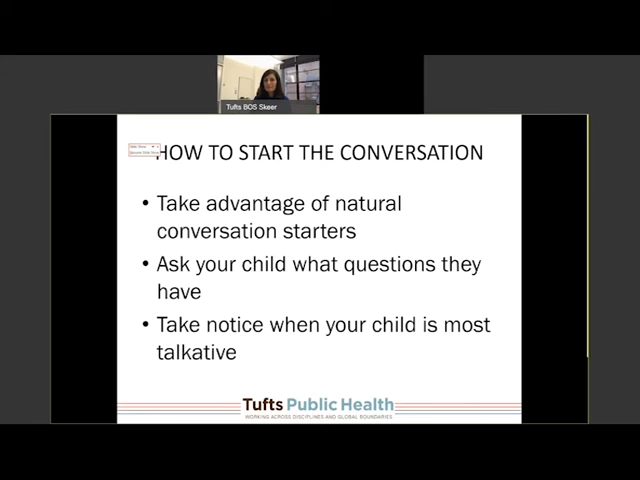 Tufts BOS Skeer
HOW TO START THE CONVERSATION
• Take advantage of natural
conversation starters
• Ask your child what questions they
have
• Take notice when your child is most
talkative
Tufts Public Health
WORKING ACROSS DISCIPLINES AND GLOBAL BOUNDARIES